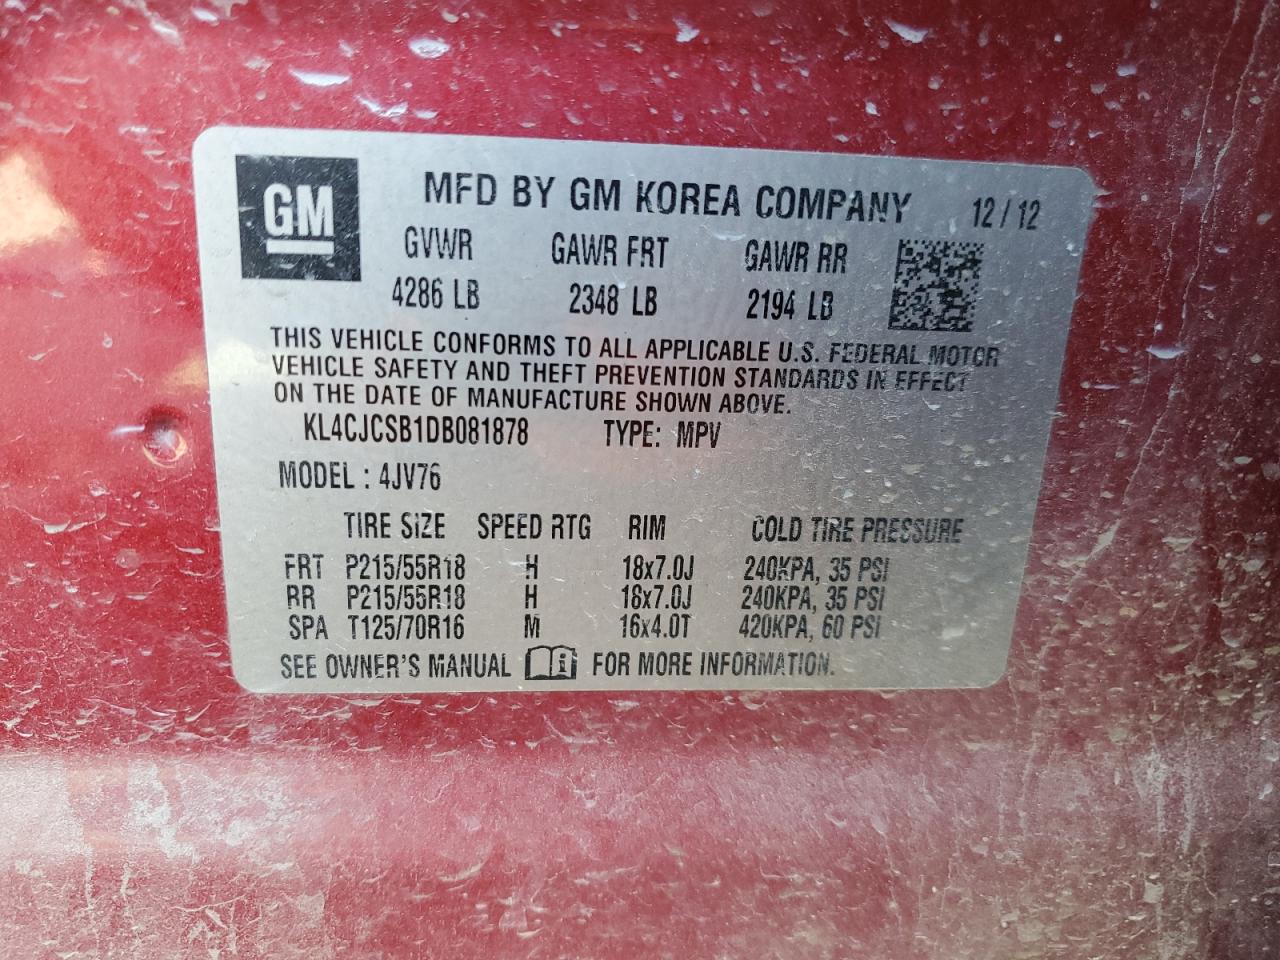 GM
MFD BY GM KOREA COMPANY 12/12
GVWR GAWR FRT GAWR RR
4286 LB 2348 LB 2194 LB
THIS VEHICLE CONFORMS TO ALL APPLICABLE U.S. FEDERAL MOTOR
VEHICLE SAFETY AND THEFT PREVENTION STANDARDS IN EFFECT
ON THE DATE OF MANUFACTURE SHOWN ABOVE.
KL4CJCSB1DB081878 TYPE: MPV
MODEL : 4JV76
TIRE SIZE SPEED RTG RIM COLD TIRE PRESSURE
FRT P215/55R18 H 18x7.0J 240KPA, 35 PSI
RR P215/55R18 H 18x7.0J 240KPA, 35 PSI
SPA T125/70R16 M 16x4.0T 420KPA, 60 PSI
SEE OWNER'S MANUAL FOR MORE INFORMATION.